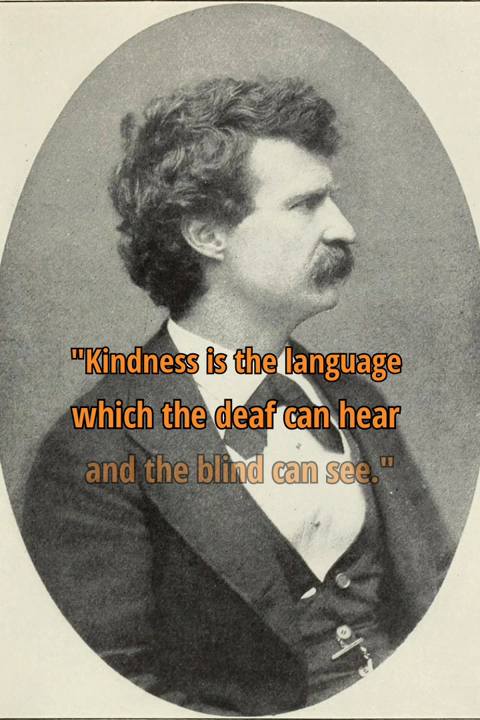 "Kindness is the language
which the deaf can hear
and the blind can see."